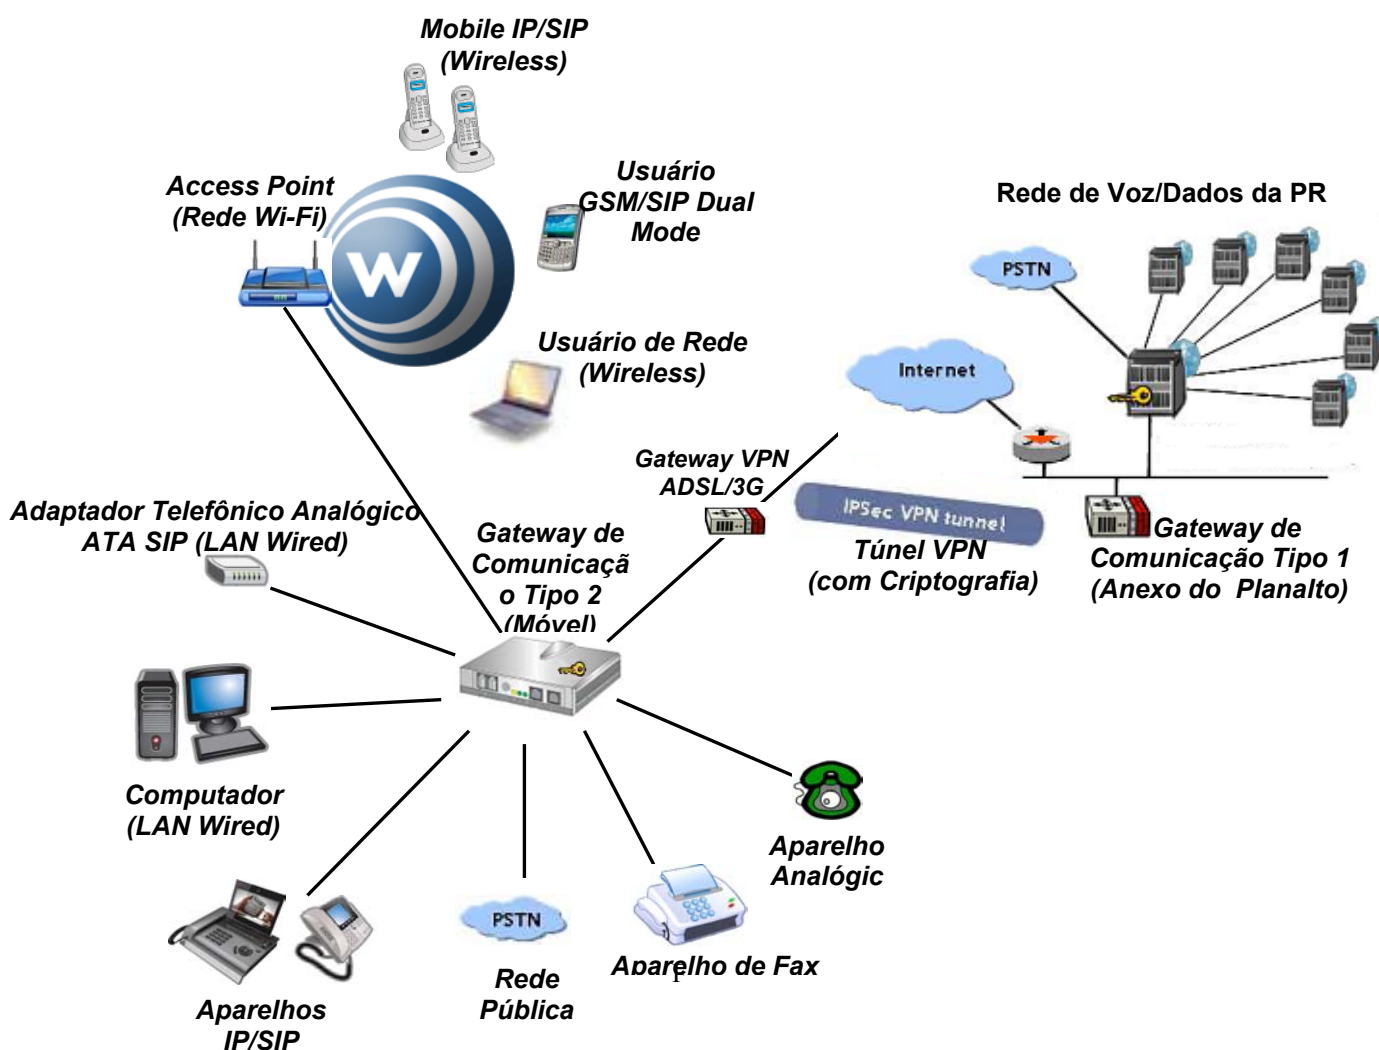 Mobile IP/SIP
(Wireless)
Access Point
(Rede Wi-Fi)
W
Usuário
GSM/SIP Dual
Mode
Rede de Voz/Dados da PR
PSTN
Usuário de Rede
(Wireless)
Internet
Gateway VPN
ADSL/3G
IPSec VPN tunnel
Túnel VPN
(com Criptografia)
Gateway de
Comunicação Tipo 1
(Anexo do Planalto)
Adaptador Telefônico Analógico
ATA SIP (LAN Wired)
Gateway de
Comunicaçã
o Tipo 2
(Móvel)
Computador
(LAN Wired)
Aparelho
Analógic
Aparelhos
IP/SIP
PSTN
Rede
Pública
Aparelho de Fax
1